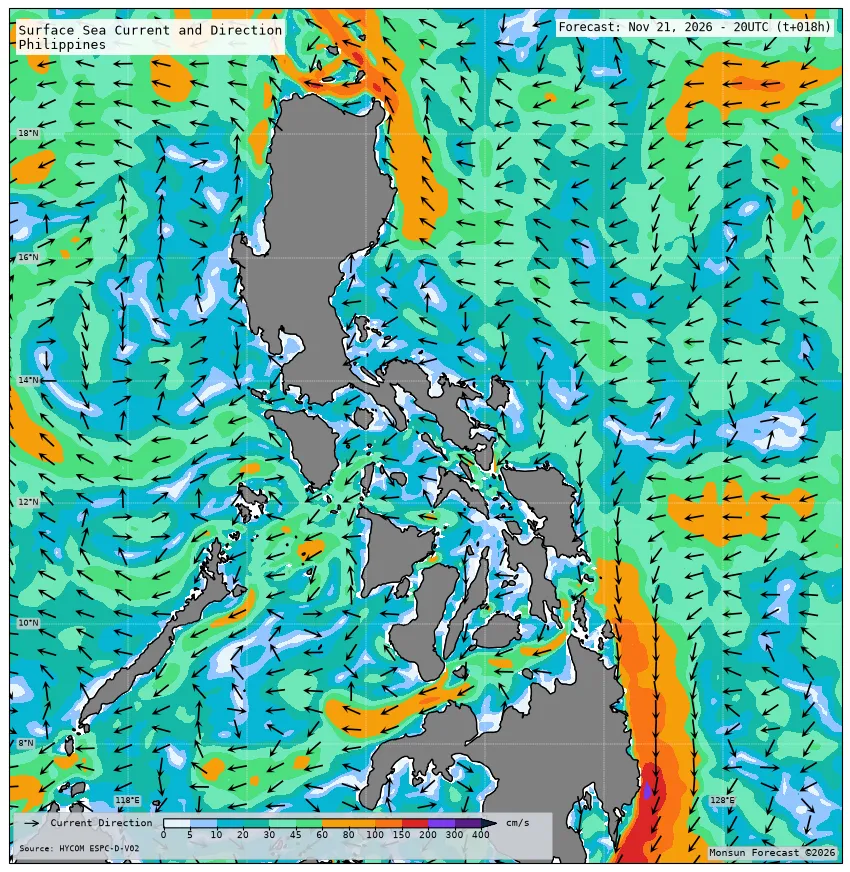 Surface Sea Current and Direction
Philippines
Forecast: Nov 21, 2026 - 20UTC (t+018h)
18°N
16°N
14°N
12°N
10°N
8°N
118°E
128°E
Current Direction
0 5 10 20 30 45 60 80 100 150 200 300 400
cm/s
Source: HYCOM ESPC-D-V02
Monsun Forecast ©2026